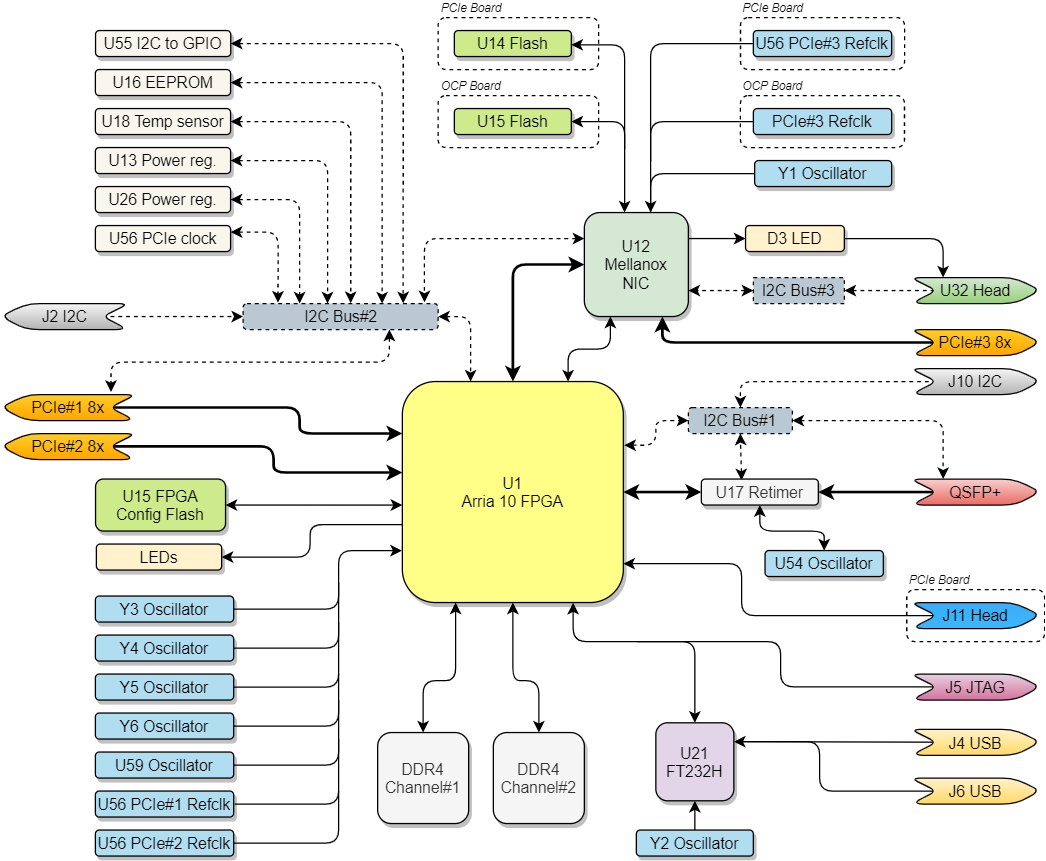 PCIe Board
PCIe Board
U55 I2C to GPIO
U14 Flash
U56 PCIe#3 Refclk
U16 EEPROM
OCP Board
OCP Board
U18 Temp sensor
U15 Flash
PCIe#3 Refclk
U13 Power reg.
Y1 Oscillator
U26 Power reg.
U56 PCIe clock
U12
Mellanox
NIC
D3 LED
I2C Bus#3
U32 Head
J2 I2C
I2C Bus#2
PCIe#3 8x
J10 I2C
PCIe#1 8x
I2C Bus#1
PCIe#2 8x
U1
Arria 10 FPGA
U17 Retimer
QSFP+
U15 FPGA
Config Flash
LEDs
U54 Oscillator
PCIe Board
Y3 Oscillator
J11 Head
Y4 Oscillator
Y5 Oscillator
J5 JTAG
Y6 Oscillator
J4 USB
U59 Oscillator
DDR4
Channel#1
DDR4
Channel#2
U21
FT232H
J6 USB
U56 PCIe#1 Refclk
U56 PCIe#2 Refclk
Y2 Oscillator